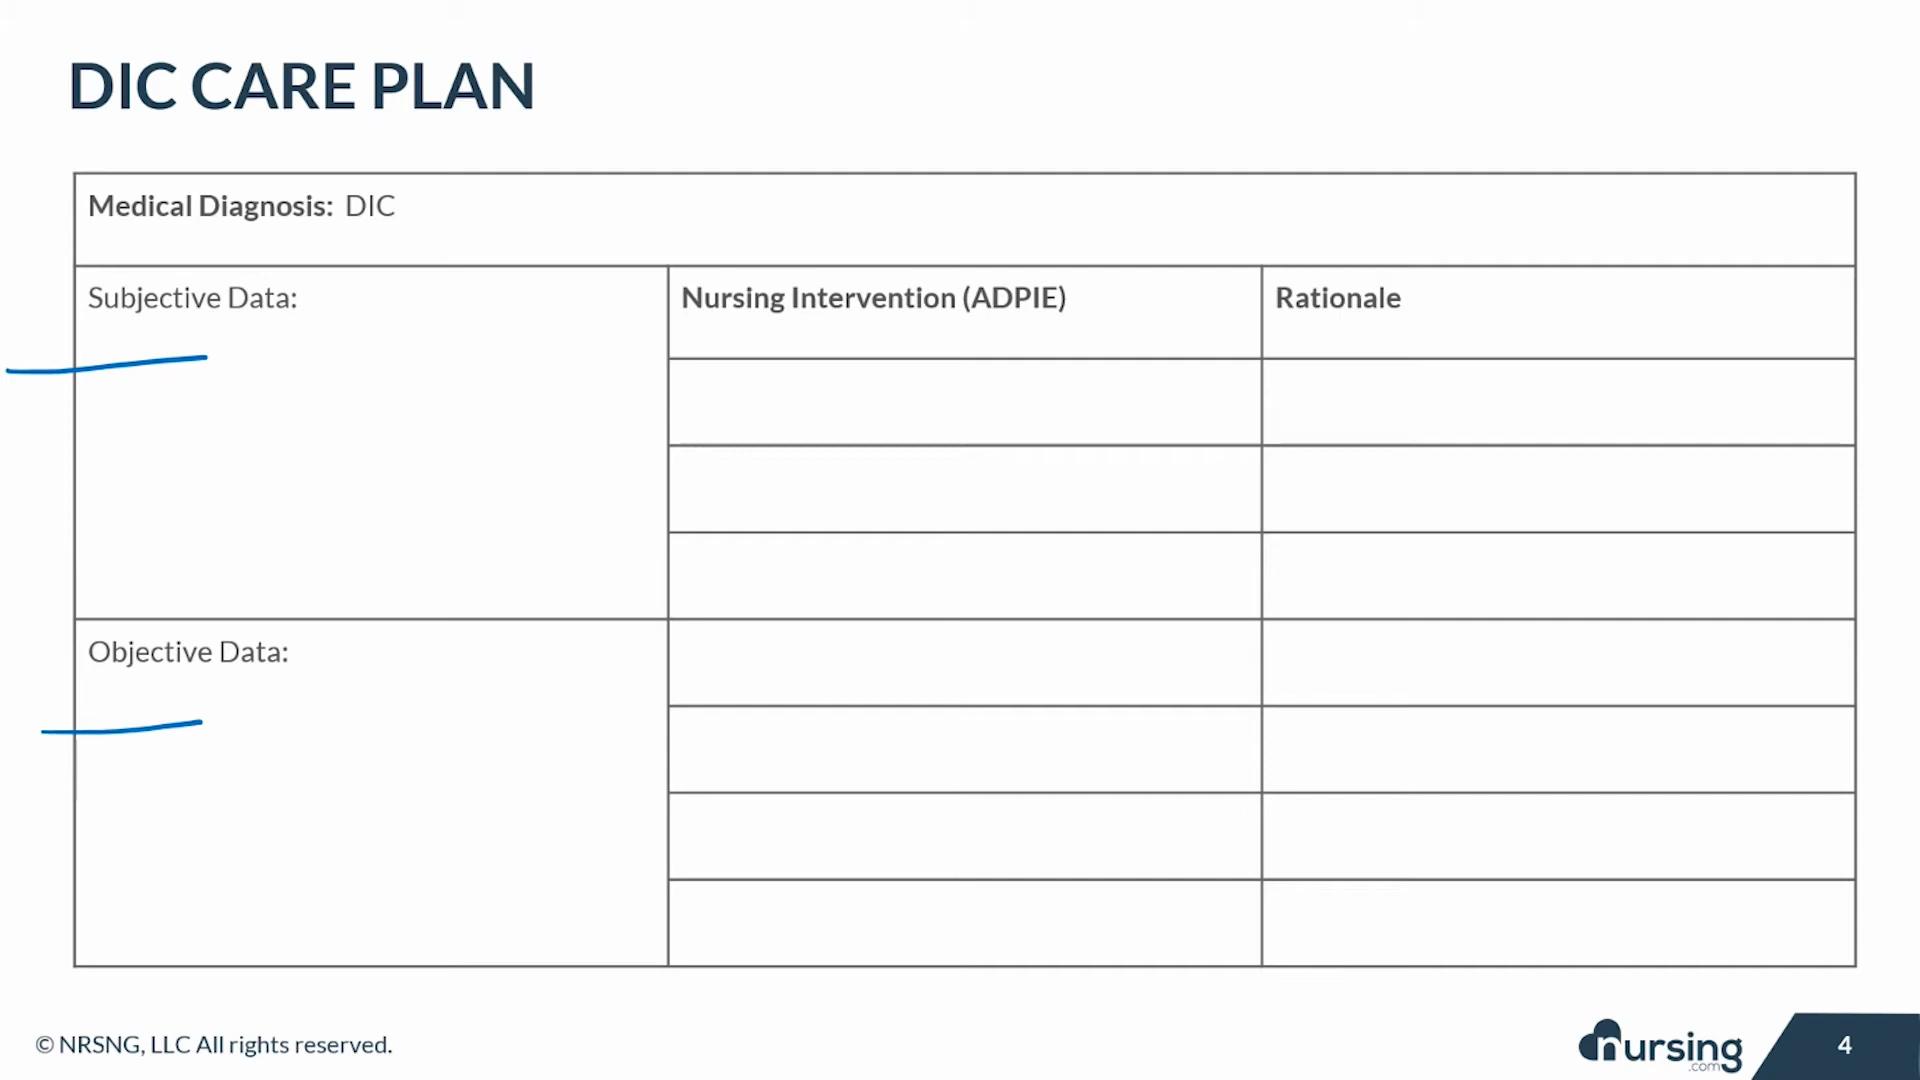 DIC CARE PLAN
Medical Diagnosis: DIC
Subjective Data:
Nursing Intervention (ADPIE)
Rationale
Objective Data:
© NRSNG, LLC All rights reserved.
nursing
.com
4